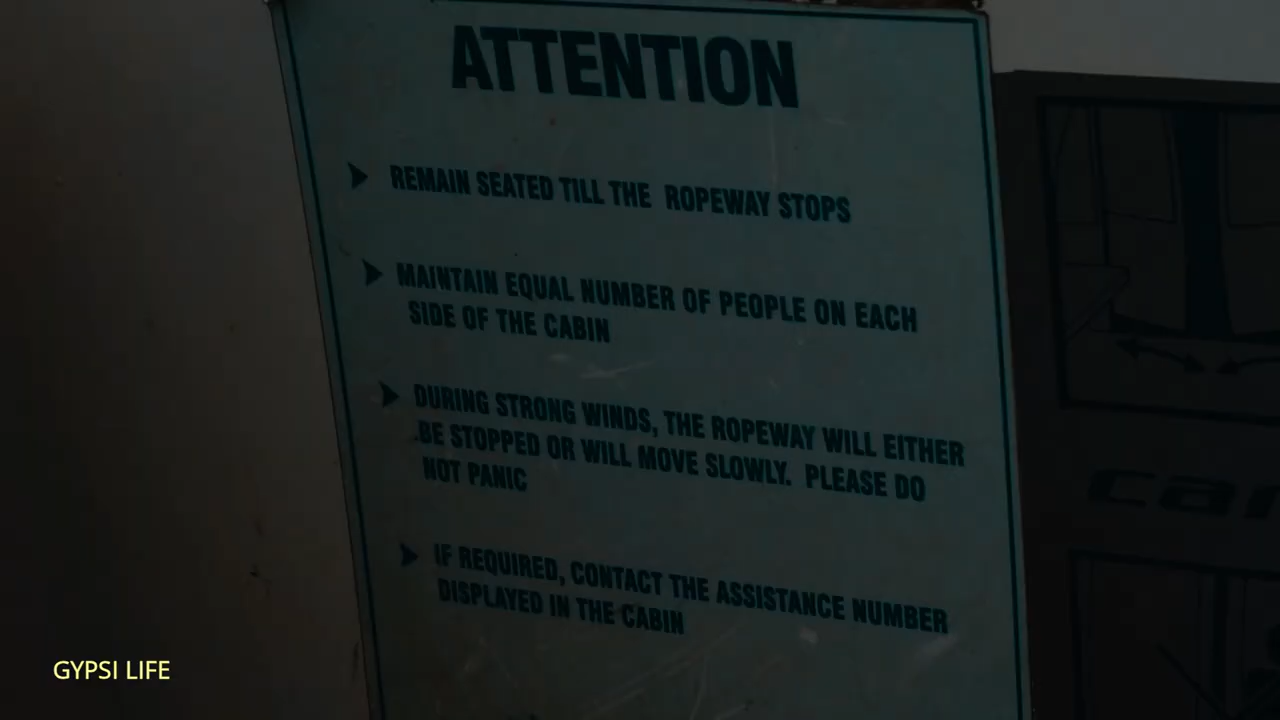 ATTENTION
REMAIN SEATED TILL THE ROPEWAY STOPS
MAINTAIN EQUAL NUMBER OF PEOPLE ON EACH
SIDE OF THE CABIN
DURING STRONG WINDS, THE ROPEWAY WILL EITHER
BE STOPPED OR WILL MOVE SLOWLY. PLEASE DO
NOT PANIC
IF REQUIRED, CONTACT THE ASSISTANCE NUMBER
DISPLAYED IN THE CABIN
GYPSI LIFE